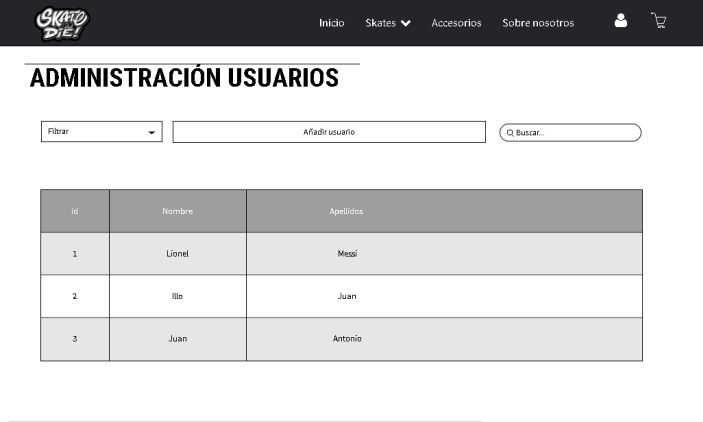 SKATE OR DIE!
Inicio Skates Accesorios Sobre nosotros
ADMINISTRACIÓN USUARIOS
Filtrar Añadir usuario Buscar...
id Nombre Apellidos
1 Lionel Messi
2 Illo Juan
3 Juan Antonio